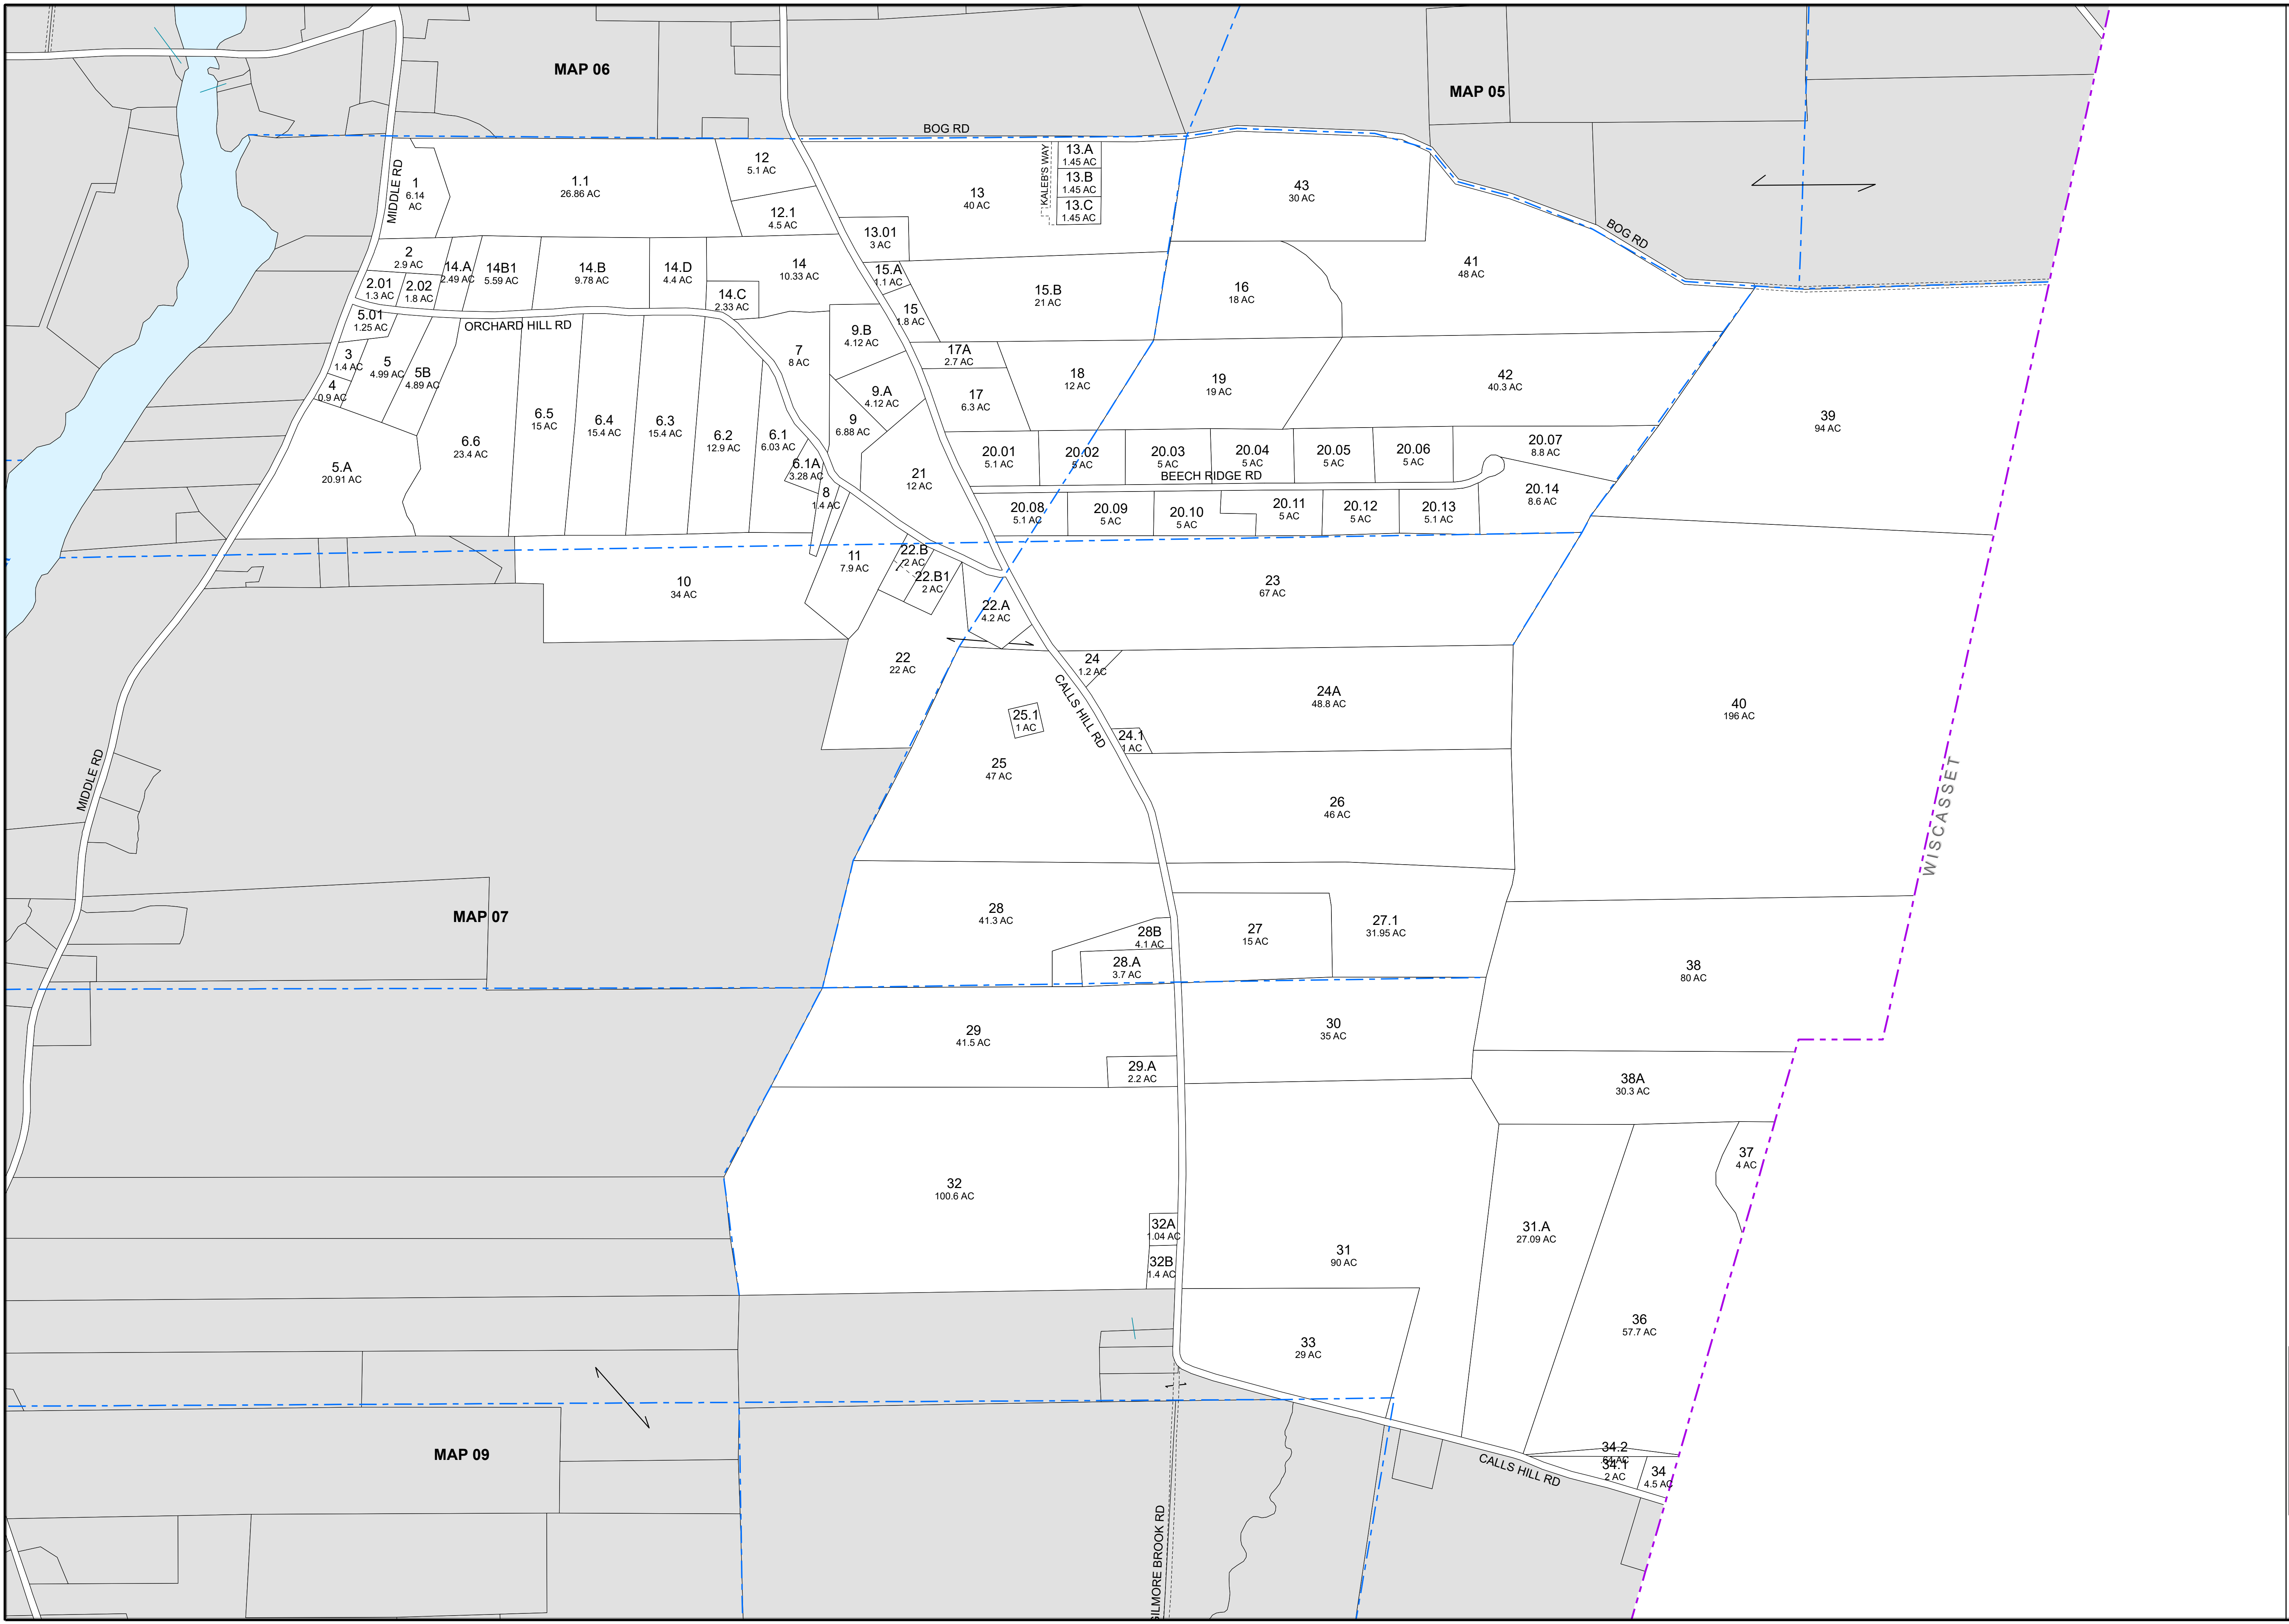 MAP 06
MAP 05
BOG RD
MIDDLE RD
1
6.14
AC
1.1
26.86 AC
12
5.1 AC
12.1
4.5 AC
13
40 AC
KALEB'S WAY
13.A
1.45 AC
13.B
1.45 AC
13.C
1.45 AC
43
30 AC
BOG RD
13.01
3 AC
2
2.9 AC
2.01
1.3 AC
2.02
1.8 AC
14.A
2.49 AC
14B1
5.59 AC
14.B
9.78 AC
14.D
4.4 AC
14
10.33 AC
14.C
2.33 AC
15.A
1.1 AC
15
1.8 AC
15.B
21 AC
16
18 AC
41
48 AC
5.01
1.25 AC
ORCHARD HILL RD
3
1.4 AC
4
0.9 AC
5
4.99 AC
5B
4.89 AC
7
8 AC
9.B
4.12 AC
9.A
4.12 AC
9
6.88 AC
17A
2.7 AC
17
6.3 AC
18
12 AC
19
19 AC
42
40.3 AC
39
94 AC
5.A
20.91 AC
6.6
23.4 AC
6.5
15 AC
6.4
15.4 AC
6.3
15.4 AC
6.2
12.9 AC
6.1
6.03 AC
6.1A
3.28 AC
8
1.4 AC
21
12 AC
20.01
5.1 AC
20.02
5 AC
20.03
5 AC
20.04
5 AC
20.05
5 AC
20.06
5 AC
20.07
8.8 AC
BEECH RIDGE RD
20.08
5.1 AC
20.09
5 AC
20.10
5 AC
20.11
5 AC
20.12
5 AC
20.13
5.1 AC
20.14
8.6 AC
10
34 AC
11
7.9 AC
22.B
2 AC
22.B1
2 AC
22.A
4.2 AC
23
67 AC
22
22 AC
24
1.2 AC
CALLS HILL RD
24A
48.8 AC
24.1
1 AC
25.1
1 AC
25
47 AC
26
46 AC
40
196 AC
WISCASSET
MIDDLE RD
MAP 07
28
41.3 AC
28B
4.1 AC
28.A
3.7 AC
27
15 AC
27.1
31.95 AC
38
80 AC
29
41.5 AC
29.A
2.2 AC
30
35 AC
38A
30.3 AC
37
4 AC
32
100.6 AC
32A
1.04 AC
32B
1.4 AC
31
90 AC
31.A
27.09 AC
36
57.7 AC
33
29 AC
MAP 09
34.2
34.1
2 AC
34
4.5 AC
CALLS HILL RD
GILMORE BROOK RD